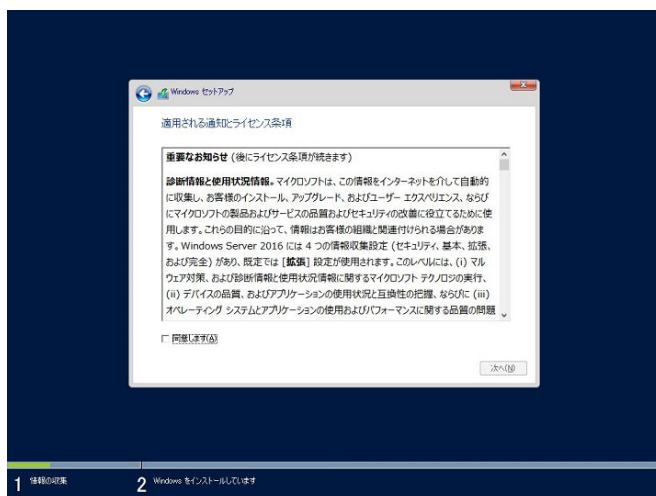 Windows セットアップ
適用される通知とライセンス条項
重要なお知らせ (後にライセンス条項が続きます)
診断情報と使用状況情報。マイクロソフトは、この情報をインターネットを介して自動的
に収集し、お客様のインストール、アップグレード、およびユーザー エクスペリエンス、ならび
にマイクロソフトの製品およびサービスの品質およびセキュリティの改善に役立てるために使
用します。これらの目的に沿って、情報はお客様の組織と関連付けられる場合がありま
す。Windows Server 2016 には 4 つの情報収集設定 (セキュリティ、基本、拡張、
および完全) があり、既定では [拡張] 設定が使用されます。このレベルには、(i) マル
ウェア対策、および診断情報と使用状況情報に関するマイクロソフト テクノロジの実行、
(ii) デバイスの品質、およびアプリケーションの使用状況と互換性の把握、ならびに (iii)
オペレーティング システムとアプリケーションの使用およびパフォーマンスに関する品質の問題
同意します(A)
次へ(N)
1 情報の収集
2 Windows をインストールしています